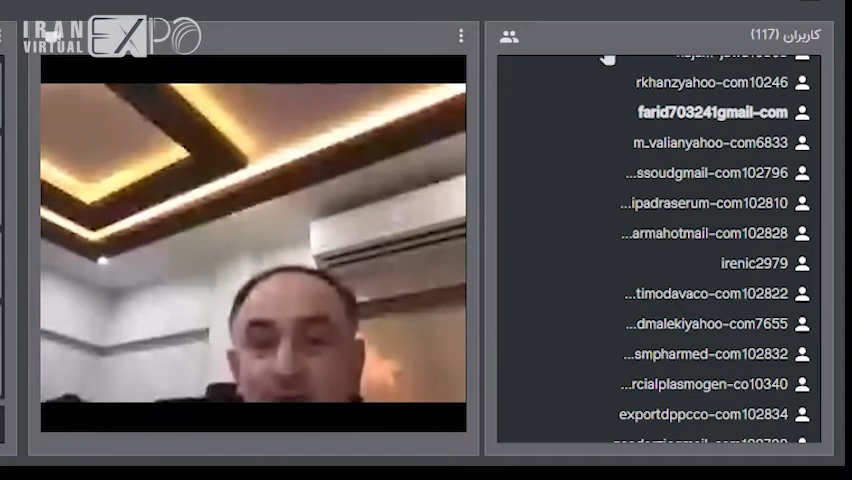 IRAN
VIRTUAL
EXPO
کاربران (117)
rkhanzyahoo-com10246
farid703241gmail-com
m_valianyahoo-com6833
...ssoudgmail-com102796
...ipadraserum-com102810
...armahotmail-com102828
irenic2979
...timodavaco-com102822
...dmalekiyahoo-com7655
...smpharmed-com102832
...rcialplasmogen-co10340
exportdppcco-com102834